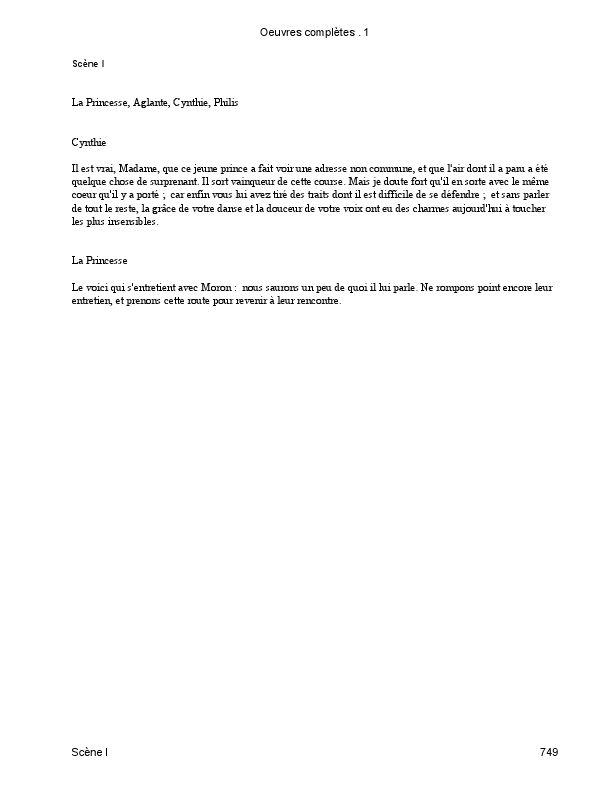 Oeuvres complètes . 1
Scène I
La Princesse, Aglante, Cynthie, Philis
Cynthie
Il est vrai, Madame, que ce jeune prince a fait voir une adresse non commune, et que l'air dont il a paru a été
quelque chose de surprenant. Il sort vainqueur de cette course. Mais je doute fort qu'il en sorte avec le même
coeur qu'il y a porté ; car enfin vous lui avez tiré des traits dont il est difficile de se défendre ; et sans parler
de tout le reste, la grâce de votre danse et la douceur de votre voix ont eu des charmes aujourd'hui à toucher
les plus insensibles.
La Princesse
Le voici qui s'entretient avec Moron : nous saurons un peu de quoi il lui parle. Ne rompons point encore leur
entretien, et prenons cette route pour revenir à leur rencontre.
Scène I 749